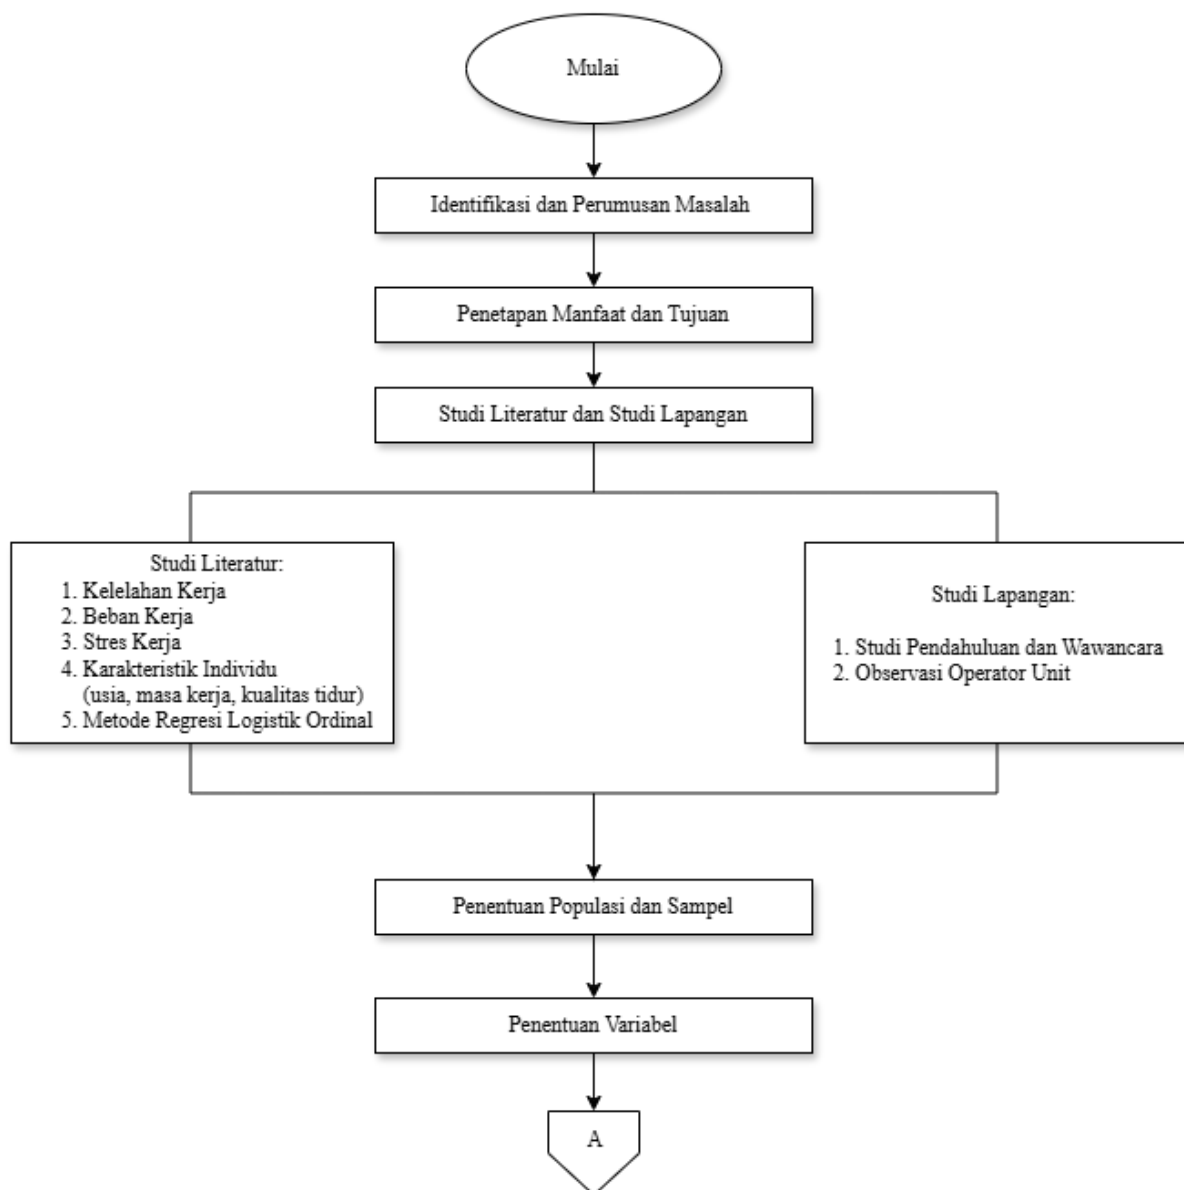 Mulai
Identifikasi dan Perumusan Masalah
Penetapan Manfaat dan Tujuan
Studi Literatur dan Studi Lapangan
Studi Literatur:
1. Kelelahan Kerja
2. Beban Kerja
3. Stres Kerja
4. Karakteristik Individu
(usia, masa kerja, kualitas tidur)
5. Metode Regresi Logistik Ordinal
Studi Lapangan:
1. Studi Pendahuluan dan Wawancara
2. Observasi Operator Unit
Penentuan Populasi dan Sampel
Penentuan Variabel
A